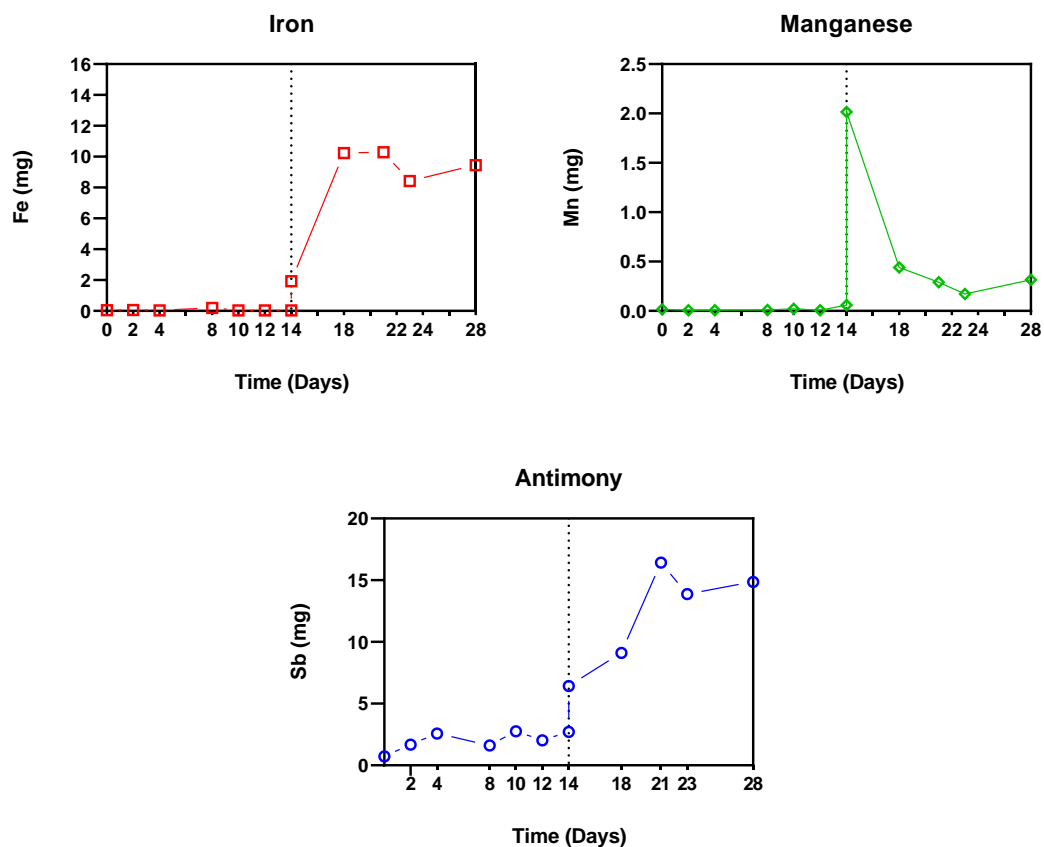 Iron
Fe (mg)
16
14
12
10
8
6
4
2
0
0 2 4 8 10 12 14 18 22 24 28
Time (Days)
Manganese
Mn (mg)
2.5
2.0
1.5
1.0
0.5
0.0
0 2 4 8 10 12 14 18 22 24 28
Time (Days)
Antimony
Sb (mg)
20
15
10
5
0
2 4 8 10 12 14 18 21 23 28
Time (Days)